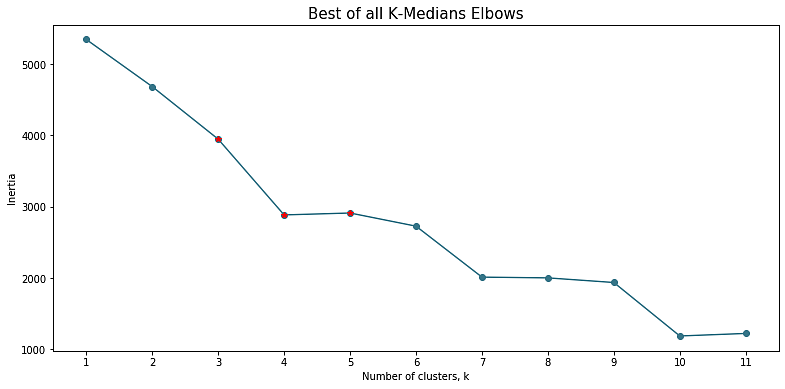 Best of all K-Medians Elbows
5000
4000
3000
2000
1000
Inertia
1 2 3 4 5 6 7 8 9 10 11
Number of clusters, k